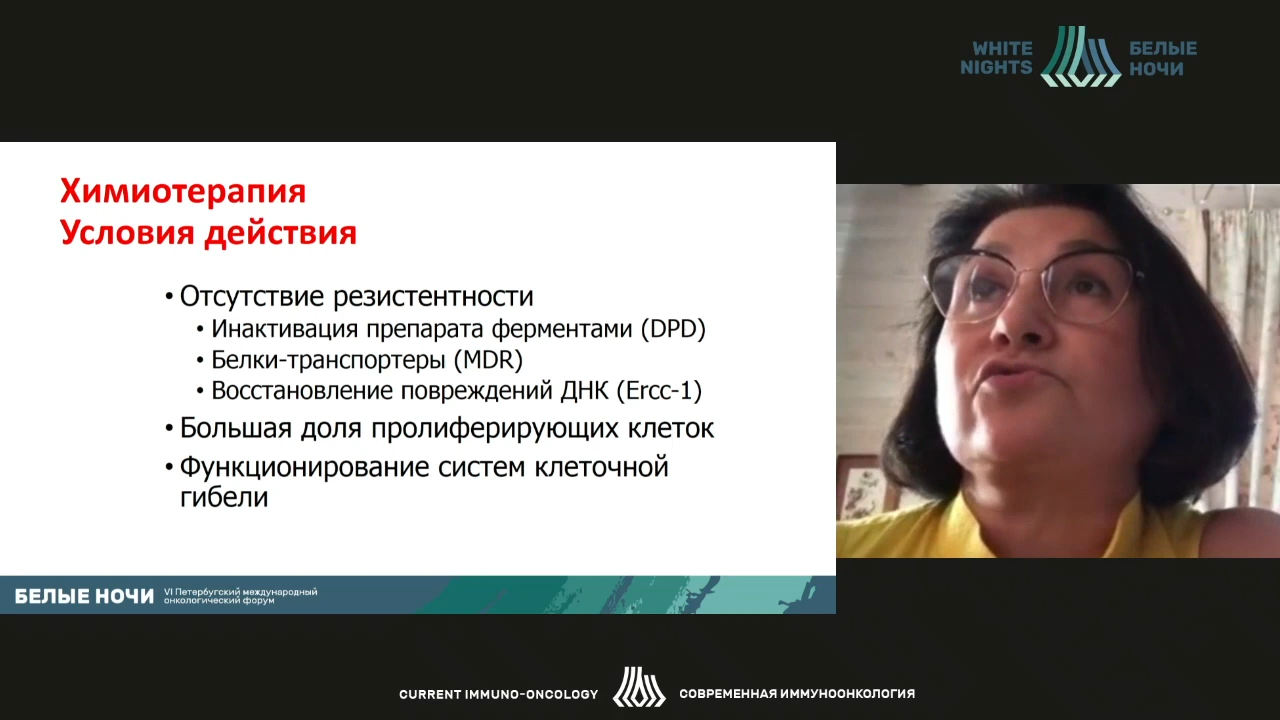 WHITE
NIGHTS
БЕЛЫЕ
НОЧИ
Химиотерапия
Условия действия
• Отсутствие резистентности
• Инактивация препарата ферментами (DPD)
• Белки-транспортеры (MDR)
• Восстановление повреждений ДНК (Ercc-1)
• Большая доля пролиферирующих клеток
• Функционирование систем клеточной
гибели
БЕЛЫЕ НОЧИ
VI Петербургский международный
онкологический форум
CURRENT IMMUNO-ONCOLOGY
СОВРЕМЕННАЯ ИММУНООНКОЛОГИЯ